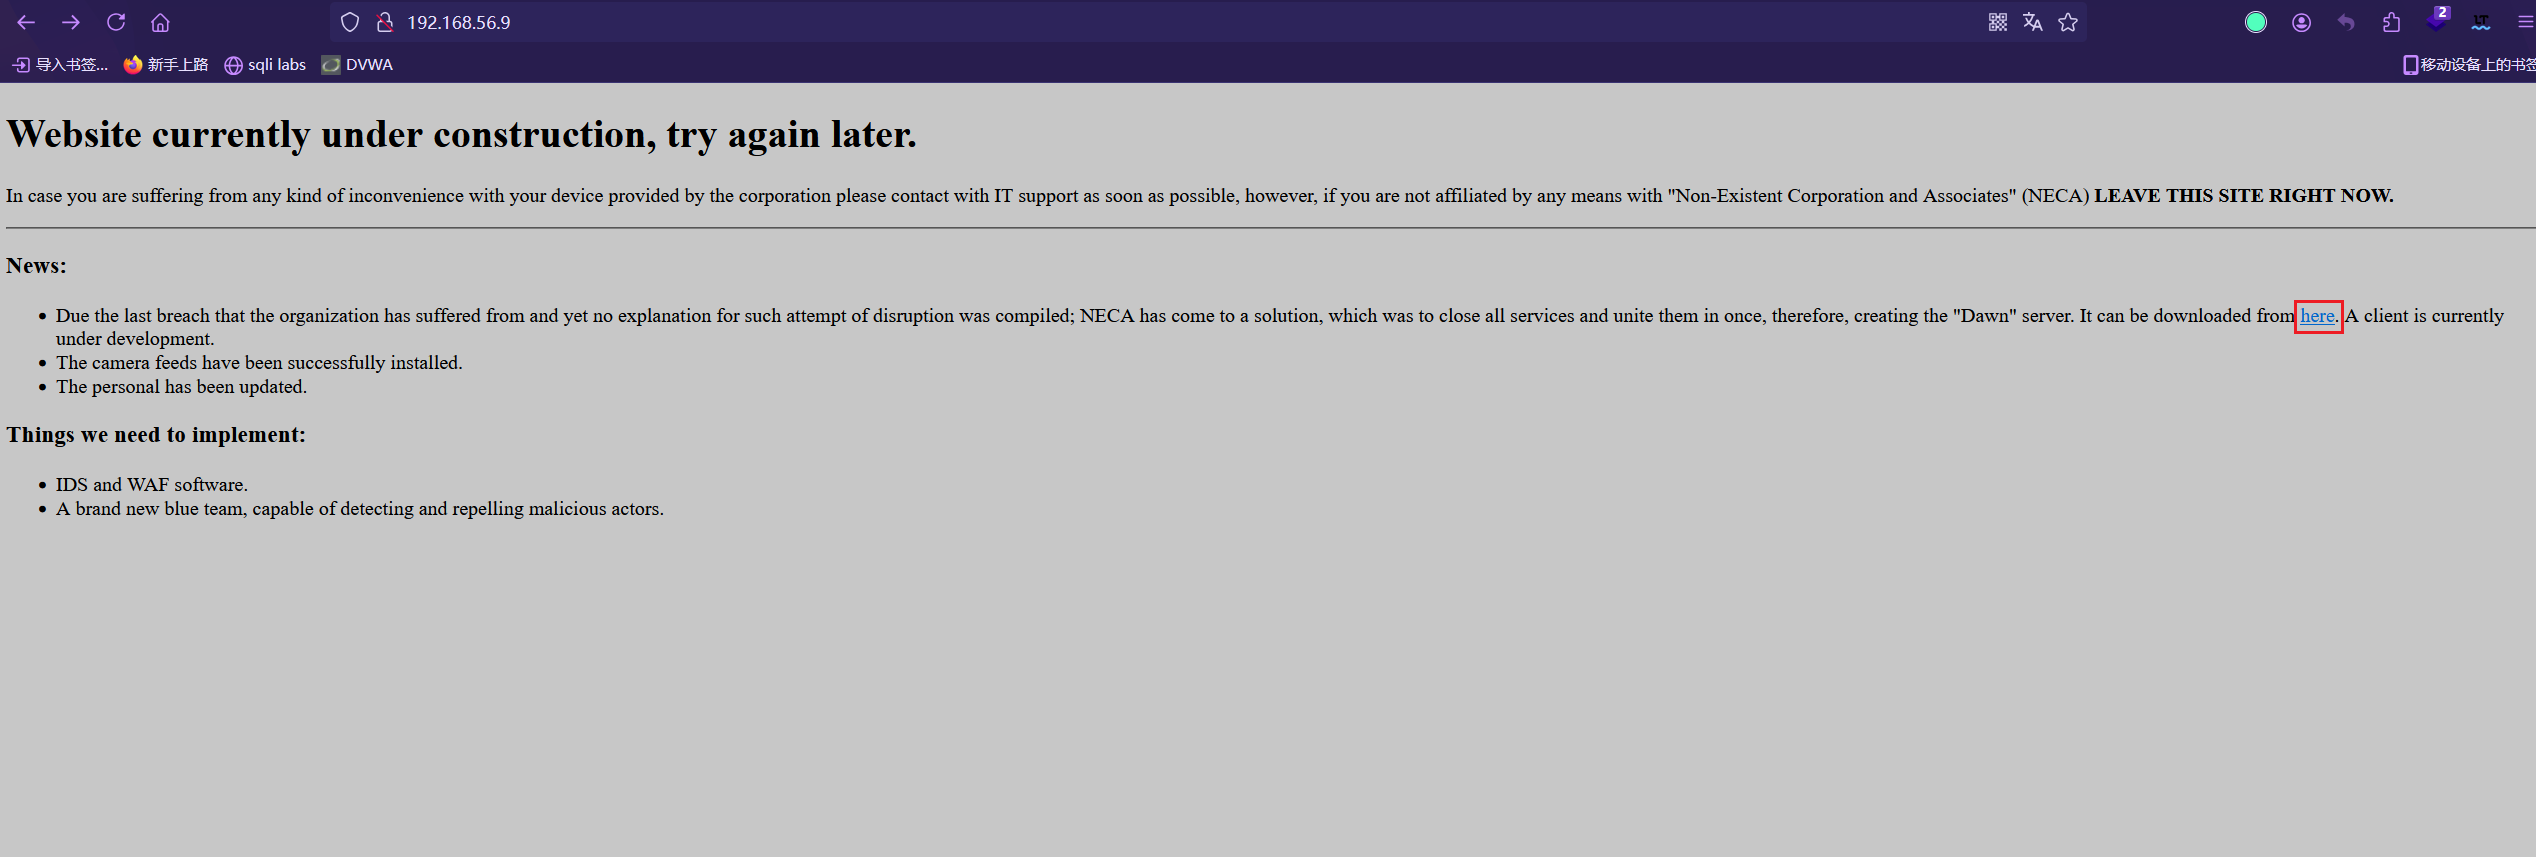 192.168.56.9
2
导入书签... 新手上路 sqli labs DVWA 移动设备上的书签
Website currently under construction, try again later.
In case you are suffering from any kind of inconvenience with your device provided by the corporation please contact with IT support as soon as possible, however, if you are not affiliated by any means with "Non-Existent Corporation and Associates" (NECA) LEAVE THIS SITE RIGHT NOW.
News:
Due the last breach that the organization has suffered from and yet no explanation for such attempt of disruption was compiled; NECA has come to a solution, which was to close all services and unite them in once, therefore, creating the "Dawn" server. It can be downloaded from here. A client is currently
under development.
The camera feeds have been successfully installed.
The personal has been updated.
Things we need to implement:
IDS and WAF software.
A brand new blue team, capable of detecting and repelling malicious actors.